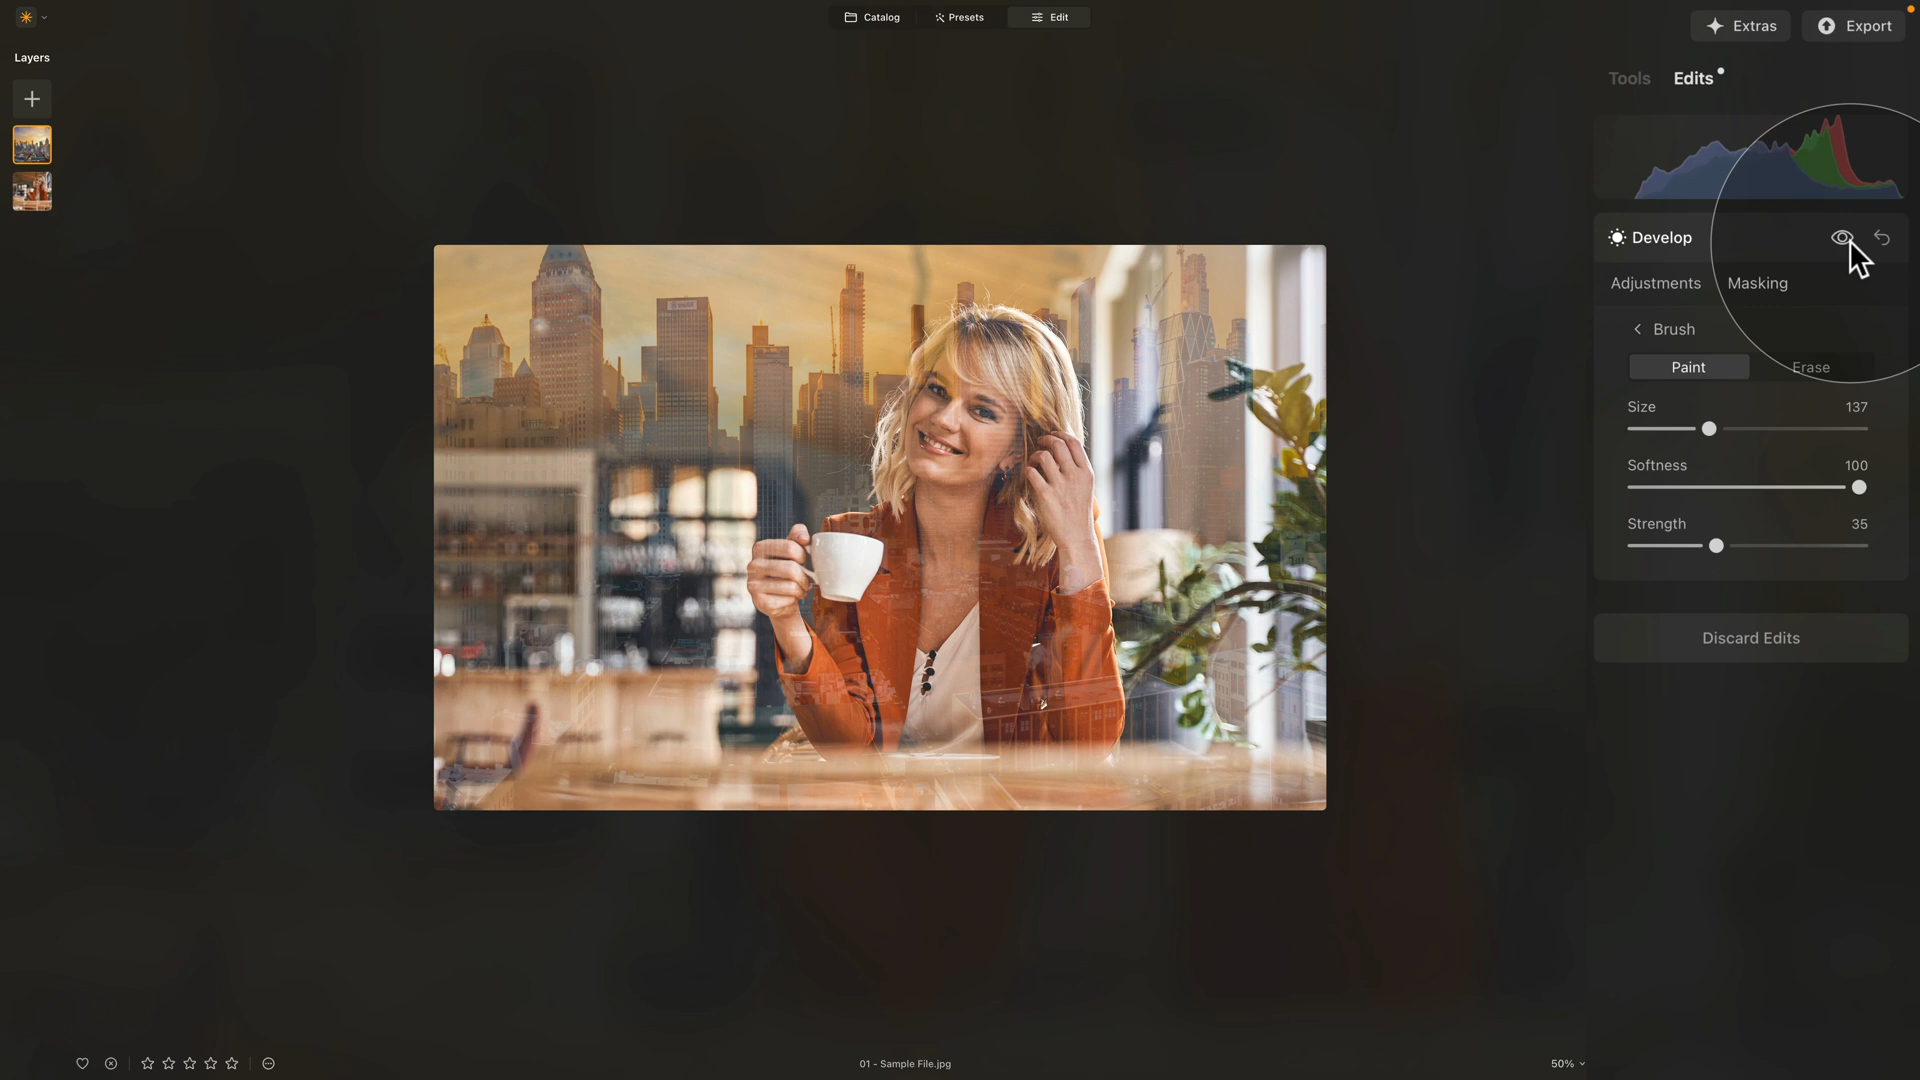 Catalog
Presets
Edit
Extras
Export
Layers
Tools
Edits
Develop
Adjustments
Masking
Brush
Paint
Erase
Size
137
Softness
100
Strength
35
Discard Edits
01 - Sample File.jpg
50%